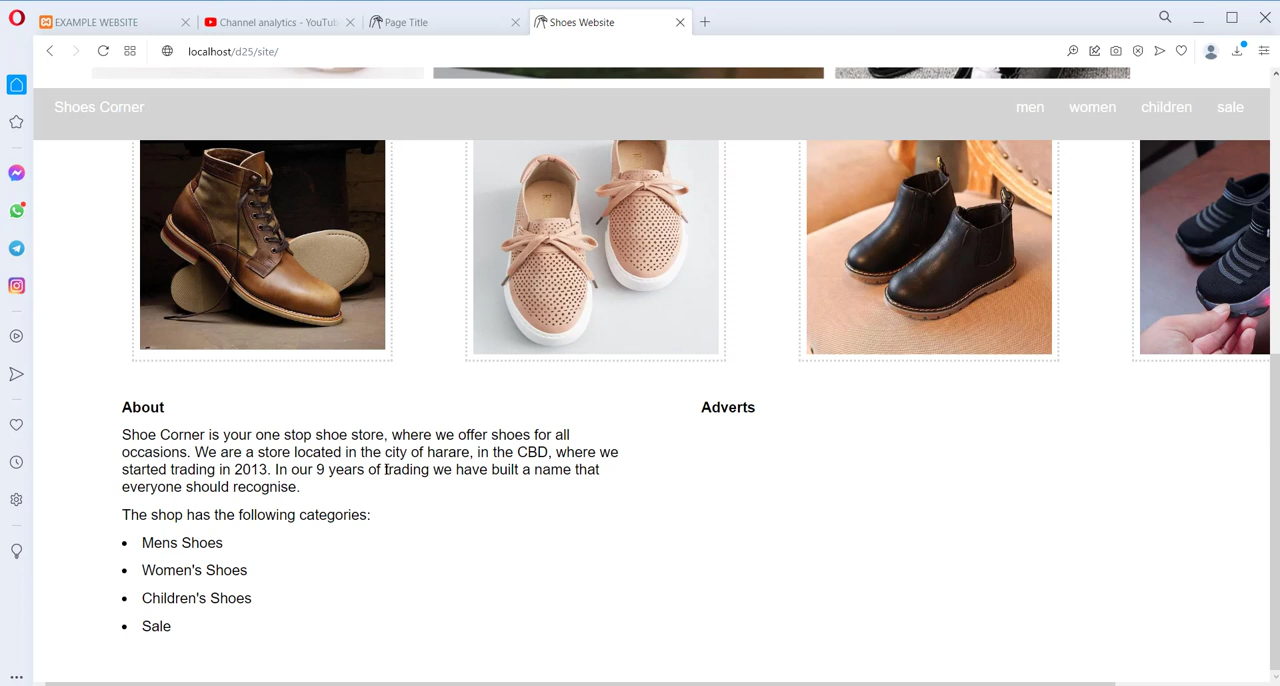 EXAMPLE WEBSITE
Channel analytics - YouTu
Page Title
Shoes Website
localhost/d25/site/
Shoes Corner
men women children sale
About
Shoe Corner is your one stop shoe store, where we offer shoes for all
occasions. We are a store located in the city of harare, in the CBD, where we
started trading in 2013. In our 9 years of trading we have built a name that
everyone should recognise.
The shop has the following categories:
Mens Shoes
Women's Shoes
Children's Shoes
Sale
Adverts